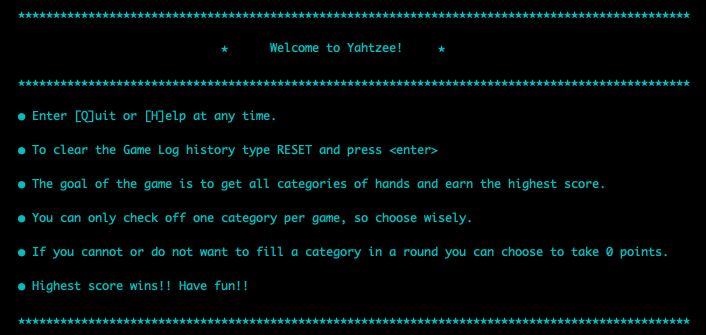 ************************************************************************************************
*      Welcome to Yahtzee!     *
************************************************************************************************
● Enter [Q]uit or [H]elp at any time.
● To clear the Game Log history type RESET and press <enter>
● The goal of the game is to get all categories of hands and earn the highest score.
● You can only check off one category per game, so choose wisely.
● If you cannot or do not want to fill a category in a round you can choose to take 0 points.
● Highest score wins!! Have fun!!
************************************************************************************************